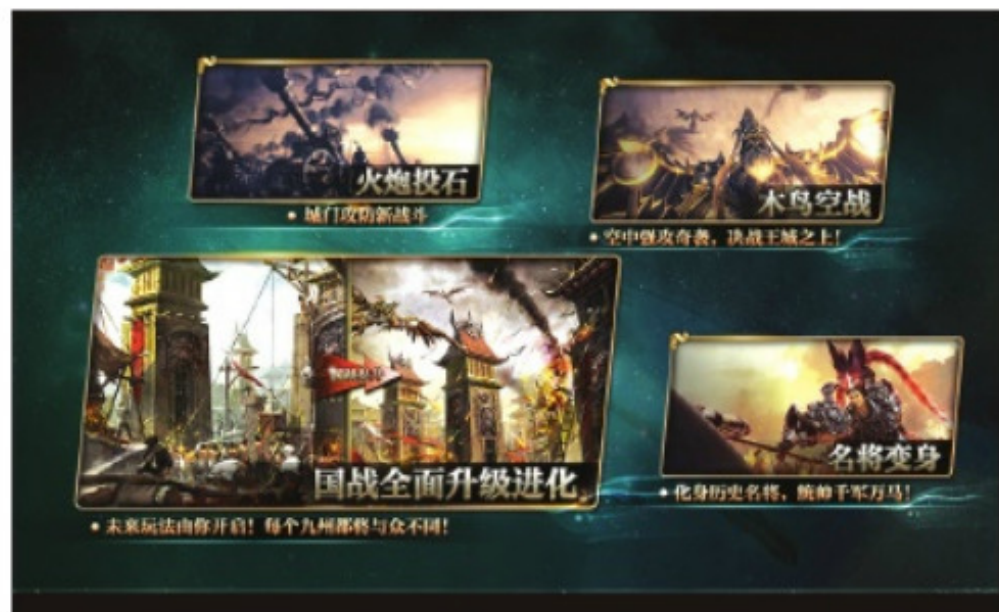 火炮投石
城门攻防新战斗
木鸟空战
空中强攻奇袭，决战王城之上！
国战全面升级进化
未来玩法由你开启！每个九州都将与众不同！
名将变身
化身历史名将，统帅千军万马！